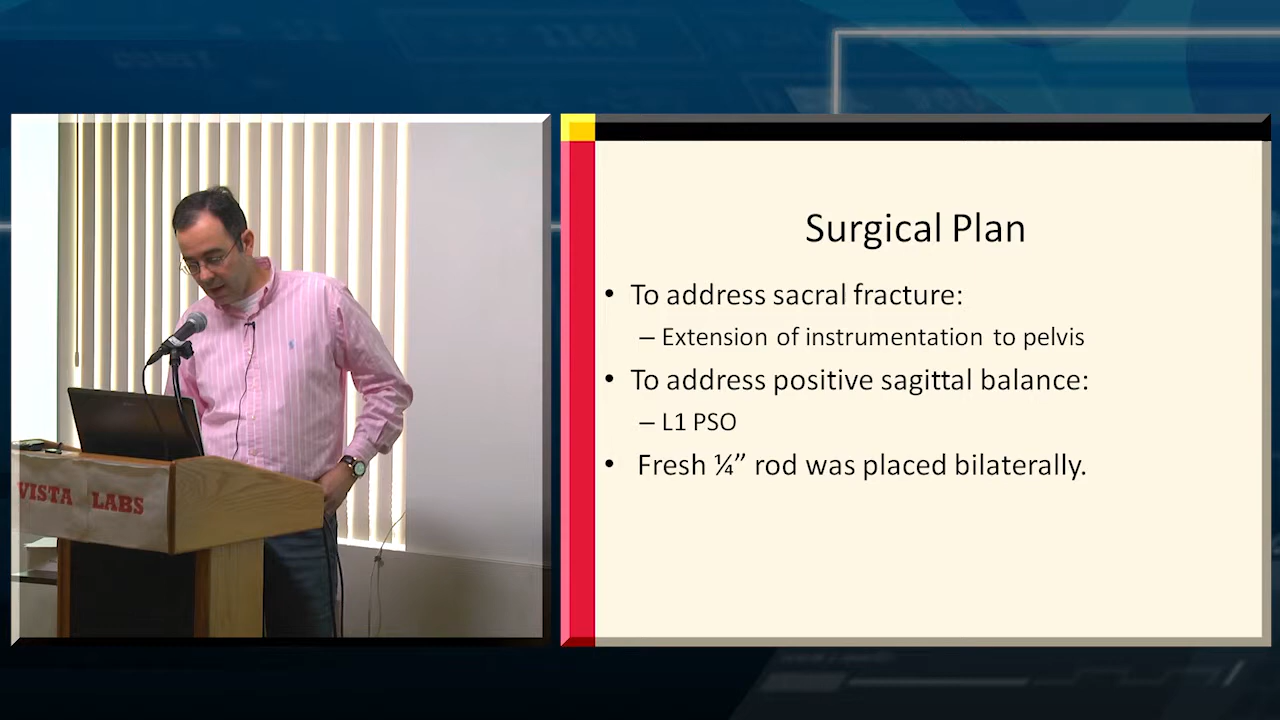 VISTA LABS
Surgical Plan
• To address sacral fracture:
– Extension of instrumentation to pelvis
• To address positive sagittal balance:
– L1 PSO
• Fresh ¼” rod was placed bilaterally.